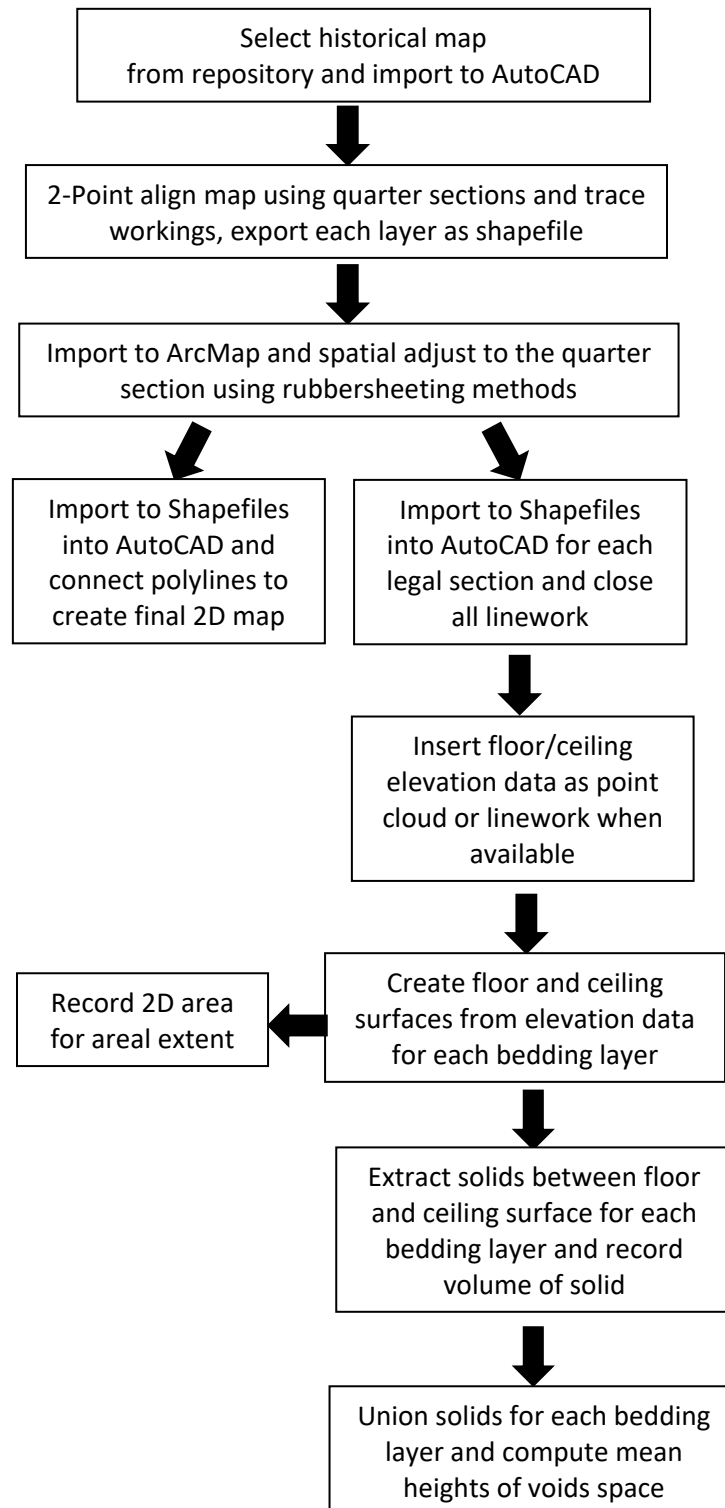 Select historical map
from repository and import to AutoCAD
2-Point align map using quarter sections and trace
workings, export each layer as shapefile
Import to ArcMap and spatial adjust to the quarter
section using rubbersheeting methods
Import to Shapefiles
into AutoCAD and
connect polylines to
create final 2D map
Import to Shapefiles
into AutoCAD for each
legal section and close
all linework
Insert floor/ceiling
elevation data as point
cloud or linework when
available
Create floor and ceiling
surfaces from elevation data
for each bedding layer
Record 2D area
for areal extent
Extract solids between floor
and ceiling surface for each
bedding layer and record
volume of solid
Union solids for each bedding
layer and compute mean
heights of voids space